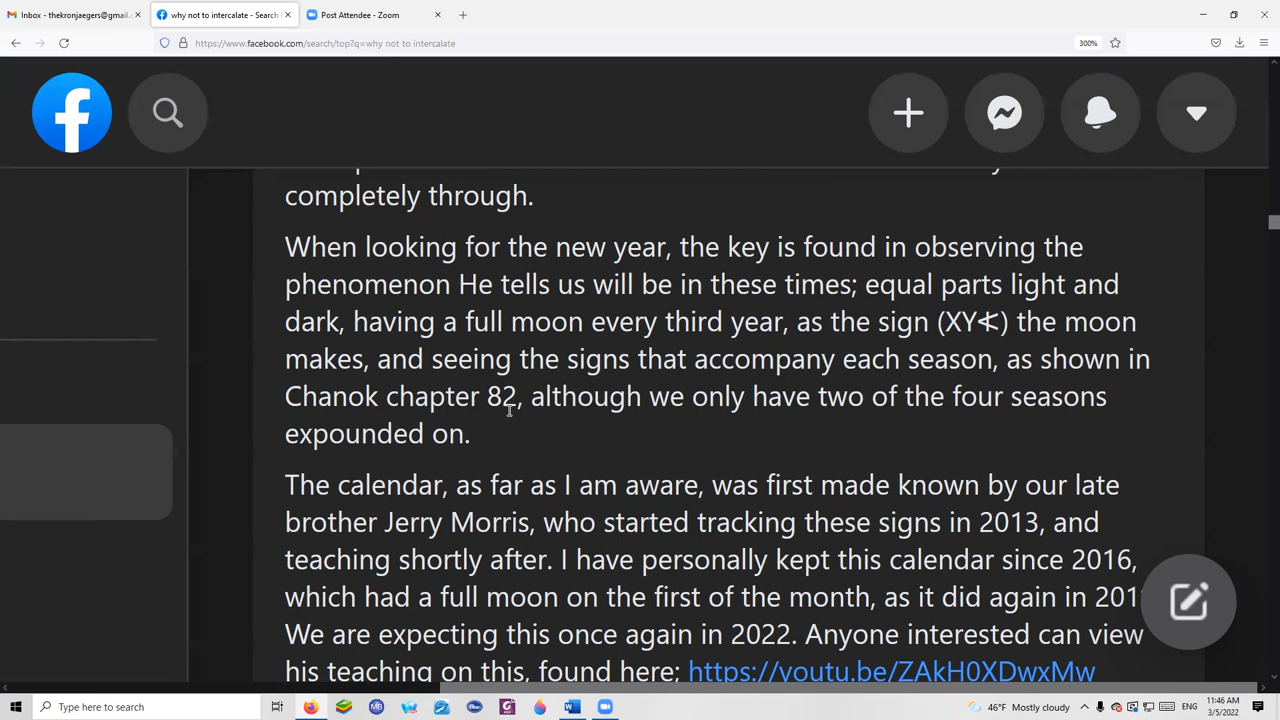 Inbox - thekronjaegers@gmail.c
why not to intercalate - Search
Post Attendee - Zoom
https://www.facebook.com/search/top?q=why not to intercalate
300%
completely through.
When looking for the new year, the key is found in observing the
phenomenon He tells us will be in these times; equal parts light and
dark, having a full moon every third year, as the sign (XY∢) the moon
makes, and seeing the signs that accompany each season, as shown in
Chanok chapter 82, although we only have two of the four seasons
expounded on.
The calendar, as far as I am aware, was first made known by our late
brother Jerry Morris, who started tracking these signs in 2013, and
teaching shortly after. I have personally kept this calendar since 2016,
which had a full moon on the first of the month, as it did again in 201
We are expecting this once again in 2022. Anyone interested can view
his teaching on this, found here; https://youtu.be/ZAkH0XDwxMw
Type here to search
46°F Mostly cloudy
11:46 AM
3/5/2022